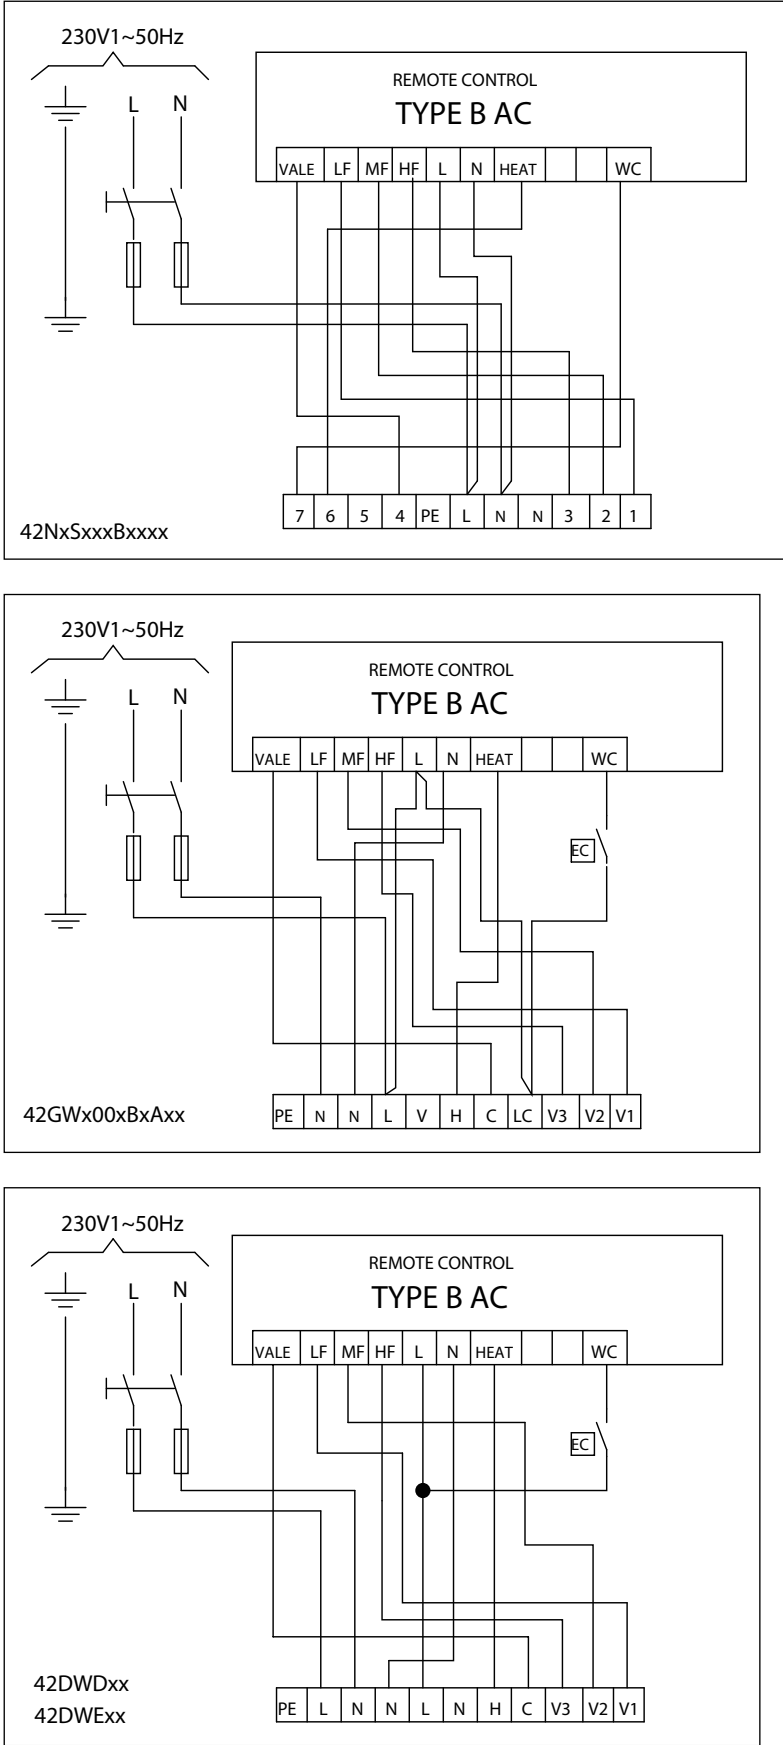 230V1~50Hz
L N
REMOTE CONTROL
TYPE B AC
VALE LF MF HF L N HEAT WC
7 6 5 4 PE L N N 3 2 1
42NxSxxxBxxxx
230V1~50Hz
L N
REMOTE CONTROL
TYPE B AC
VALE LF MF HF L N HEAT WC
EC
PE N N L V H C LC V3 V2 V1
42GWx00xBxAxx
230V1~50Hz
L N
REMOTE CONTROL
TYPE B AC
VALE LF MF HF L N HEAT WC
EC
42DWDxx
42DWExx
PE L N N L N H C V3 V2 V1